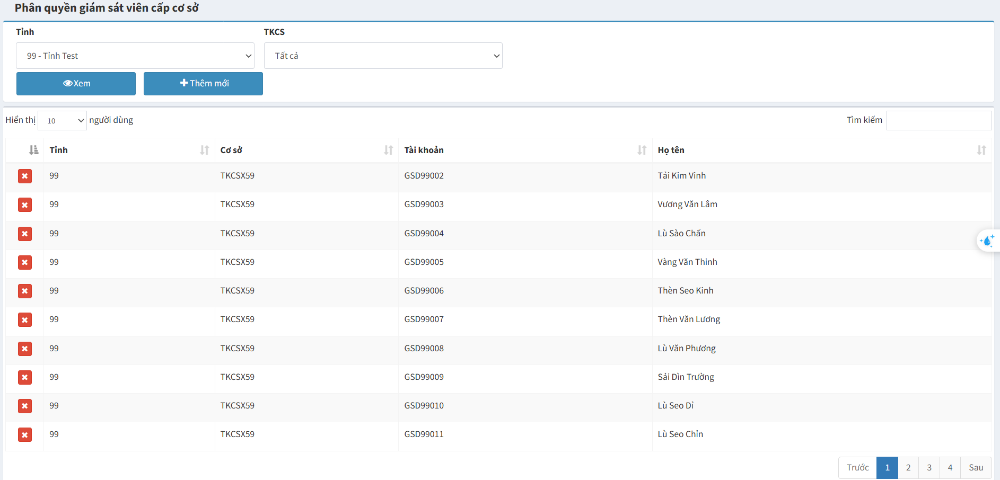 Phân quyền giám sát viên cấp cơ sở
Tỉnh TKCS
99 - Tỉnh Test Tất cả
Xem Thêm mới
Hiển thị 10 người dùng Tìm kiếm
Tỉnh Cơ sở Tài khoản Họ tên
99 TKCSX59 GSD99002 Tải Kim Vinh
99 TKCSX59 GSD99003 Vương Văn Lâm
99 TKCSX59 GSD99004 Lù Sào Chấn
99 TKCSX59 GSD99005 Vàng Văn Thinh
99 TKCSX59 GSD99006 Thèn Seo Kinh
99 TKCSX59 GSD99007 Thèn Văn Lương
99 TKCSX59 GSD99008 Lù Văn Phương
99 TKCSX59 GSD99009 Sải Dìn Trường
99 TKCSX59 GSD99010 Lù Seo Dỉ
99 TKCSX59 GSD99011 Lù Seo Chỉn
Trước 1 2 3 4 Sau